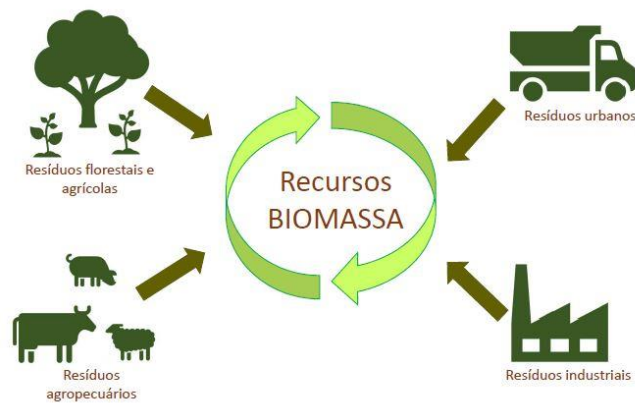 Resíduos florestais e
agrícolas
Resíduos urbanos
Recursos
BIOMASSA
Resíduos
agropecuários
Resíduos industriais